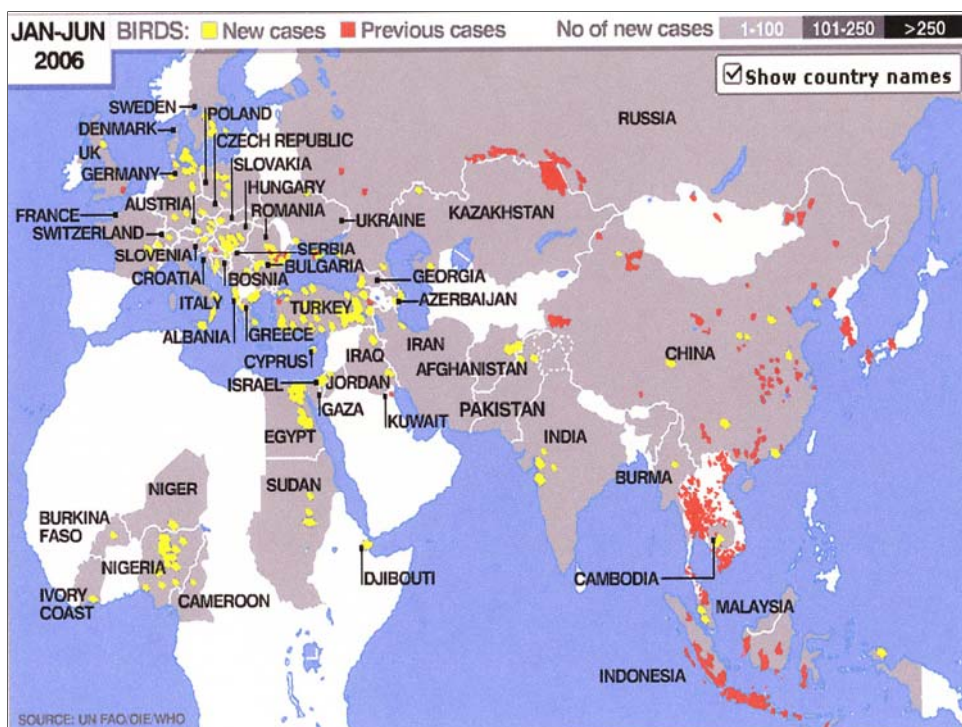 JAN-JUN 2006
BIRDS: New cases Previous cases No of new cases 1-100 101-250 >250
Show country names
SWEDEN
POLAND
DENMARK
CZECH REPUBLIC
UK
SLOVAKIA
GERMANY
HUNGARY
AUSTRIA
ROMANIA
FRANCE
SWITZERLAND
UKRAINE
RUSSIA
KAZAKHSTAN
SERBIA
SLOVENIA
BULGARIA
CROATIA
BOSNIA
GEORGIA
ITALY
TURKEY
AZERBAIJAN
ALBANIA
GREECE
CYPRUS
IRAQ
IRAN
AFGHANISTAN
CHINA
ISRAEL
JORDAN
GAZA
KUWAIT
PAKISTAN
EGYPT
INDIA
NIGER
SUDAN
BURMA
BURKINA
FASO
NIGERIA
DJIBOUTI
CAMBODIA
IVORY
COAST
CAMEROON
MALAYSIA
INDONESIA
SOURCE: UN FAO/OIE/WHO